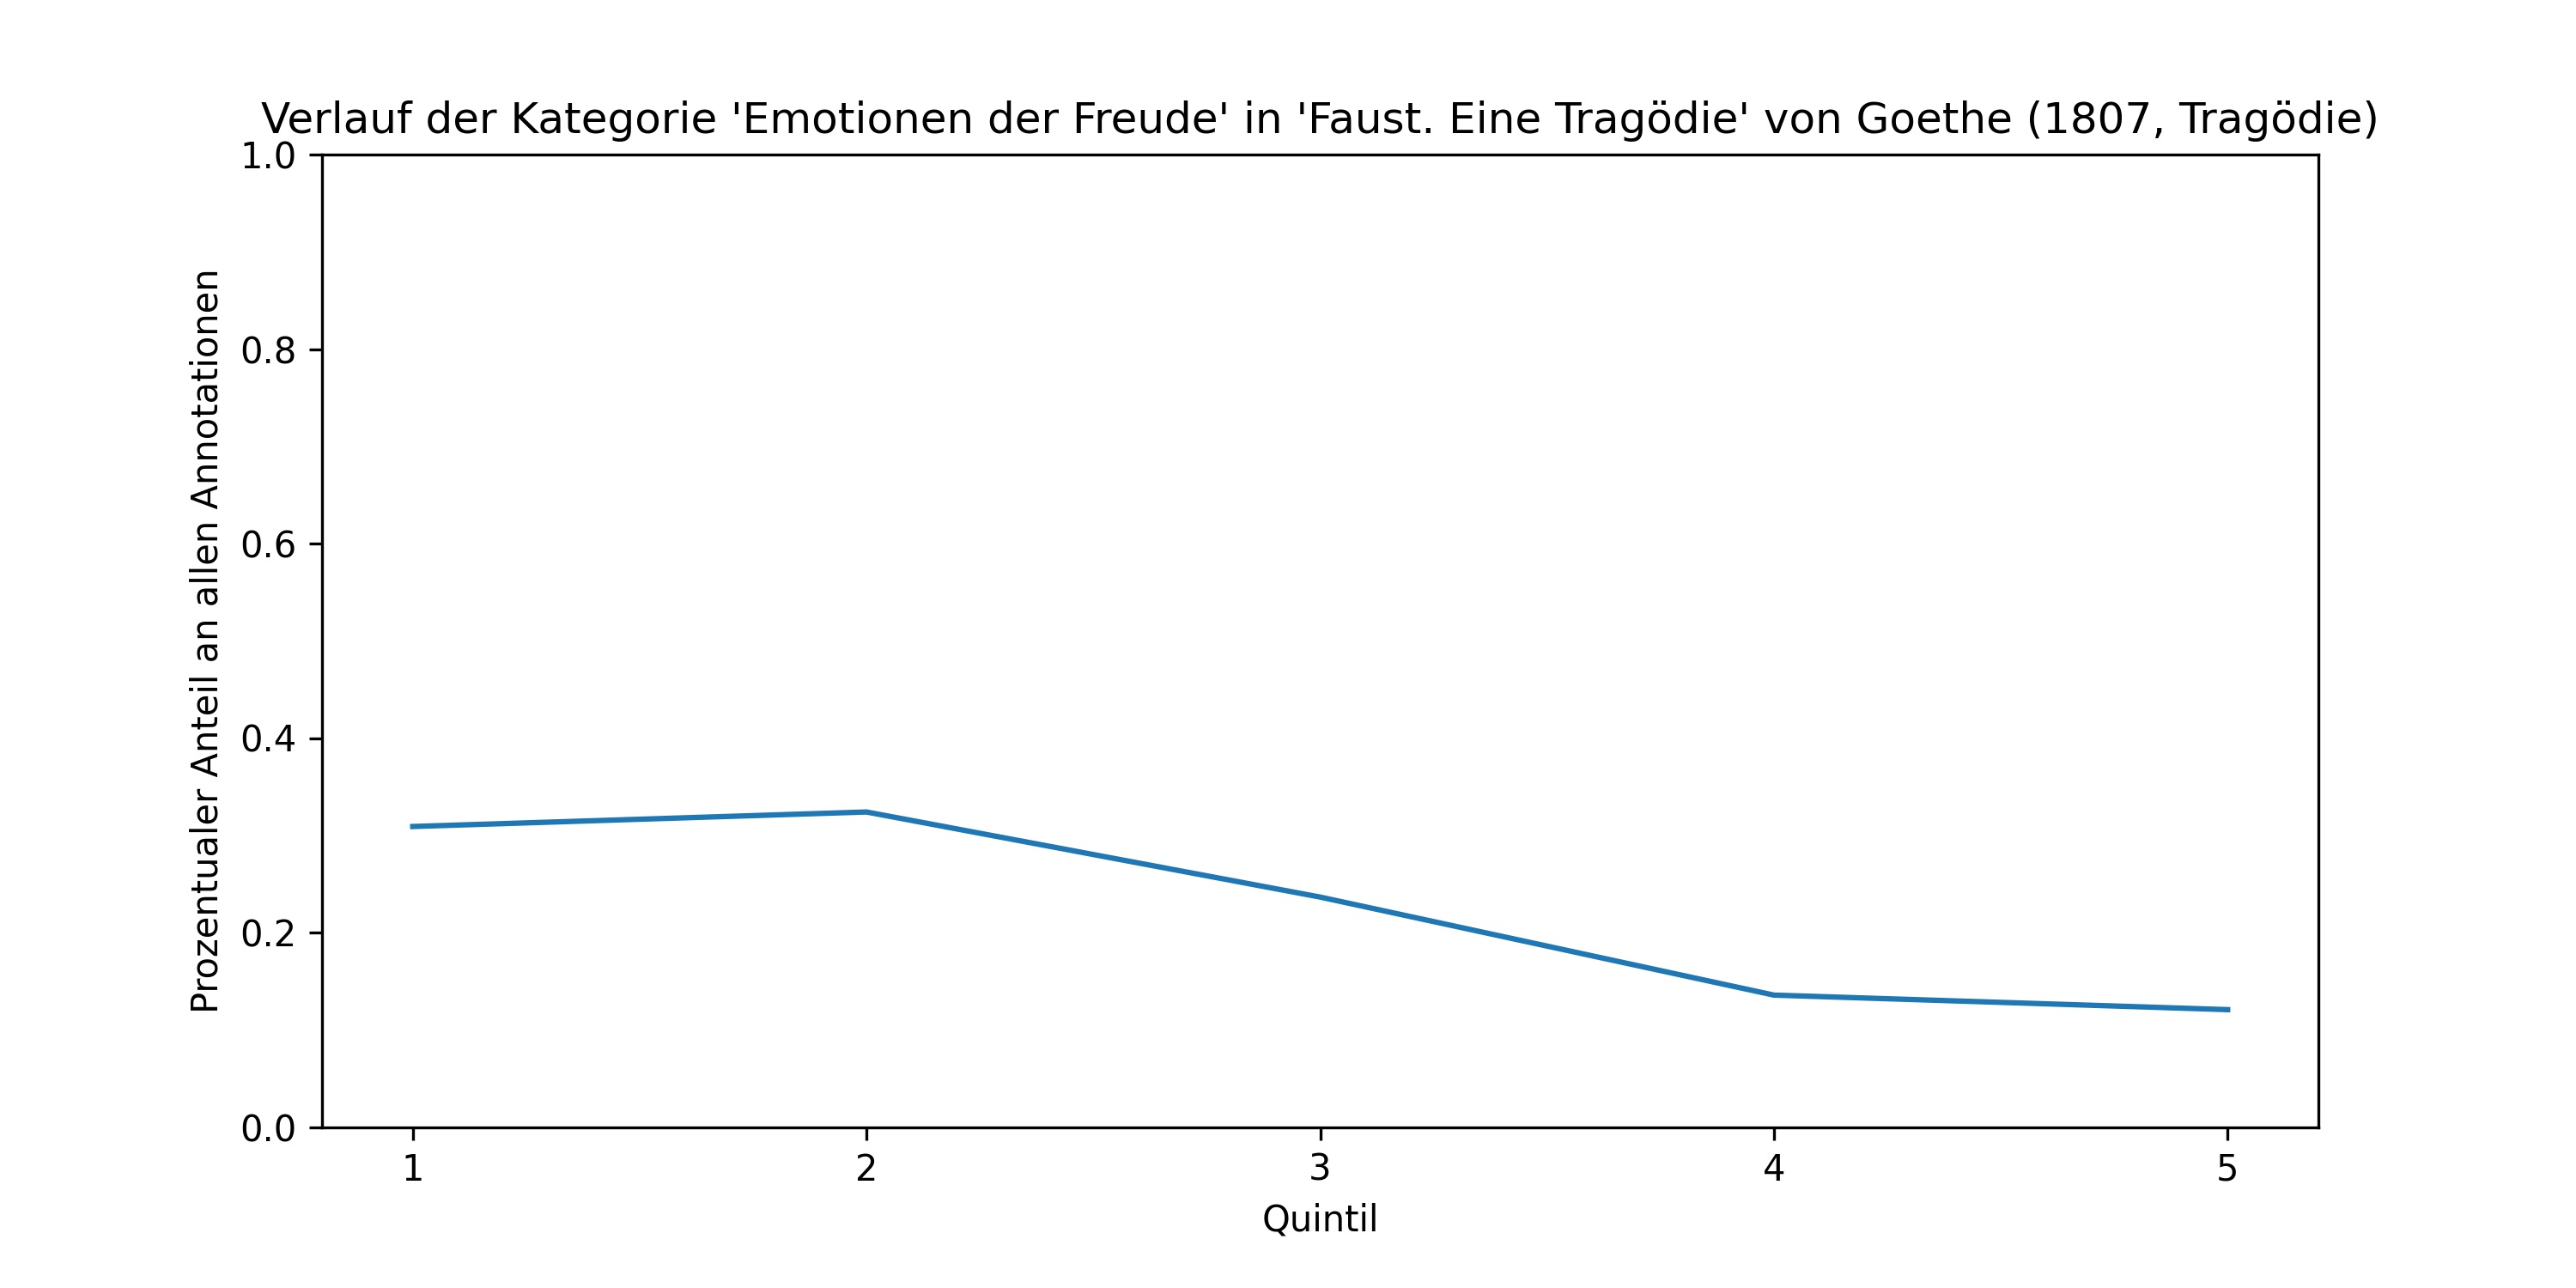 Verlauf der Kategorie 'Emotionen der Freude' in 'Faust. Eine Tragödie' von Goethe (1807, Tragödie)
Prozentualer Anteil an allen Annotationen
1.0
0.8
0.6
0.4
0.2
0.0
1 2 3 4 5
Quintil